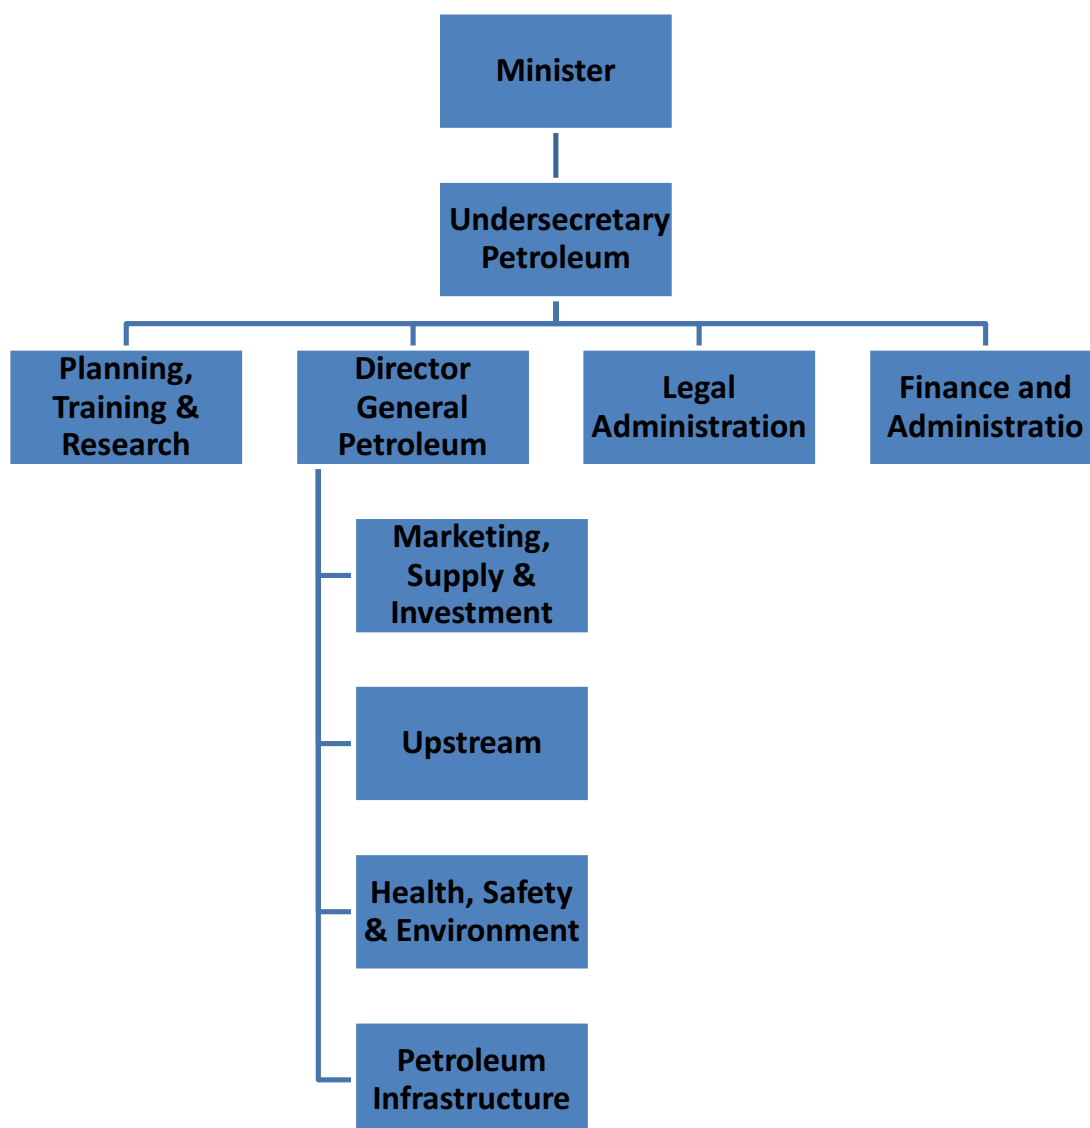 Minister
Undersecretary
Petroleum
Planning,
Training &
Research
Director
General
Petroleum
Legal
Administration
Finance and
Administratio
Marketing,
Supply &
Investment
Upstream
Health, Safety
& Environment
Petroleum
Infrastructure